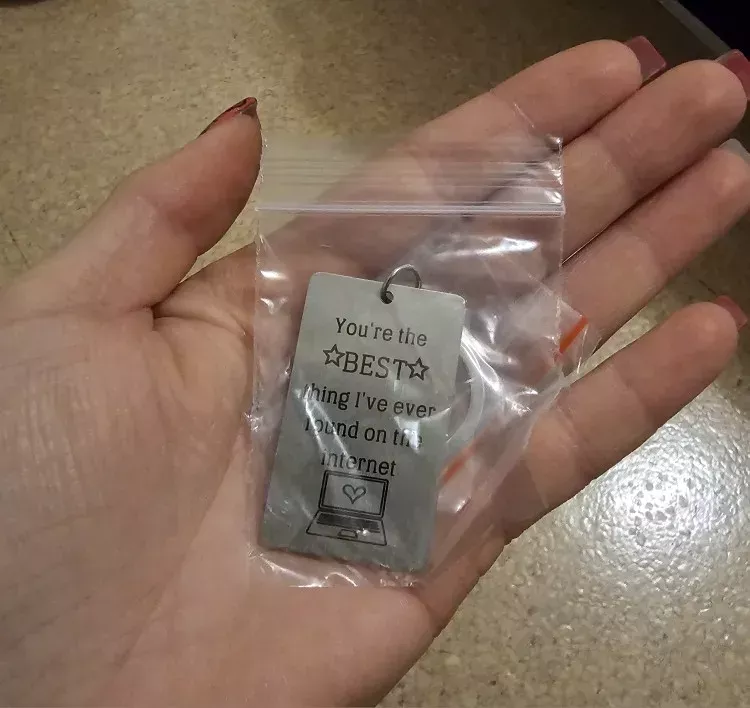 You're the
☆BEST☆
thing I've ever
found on the
internet